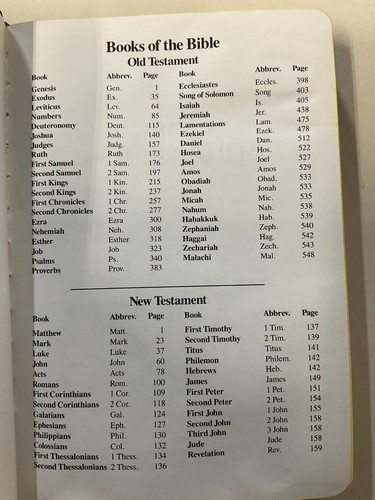 Books of the Bible
Old Testament
Book Abbrev. Page
Genesis Gen. 1
Exodus Ex. 35
Leviticus Lev. 64
Numbers Num. 85
Deuteronomy Deut. 115
Joshua Josh. 140
Judges Judg. 157
Ruth Ruth 173
First Samuel 1 Sam. 176
Second Samuel 2 Sam. 197
First Kings 1 Kin. 215
Second Kings 2 Kin. 237
First Chronicles 1 Chr. 257
Second Chronicles 2 Chr. 277
Ezra Ezra 300
Nehemiah Neh. 308
Esther Esther 318
Job Job 323
Psalms Ps. 340
Proverbs Prov. 383
Book Abbrev. Page
Ecclesiastes Eccles. 398
Song of Solomon Song 403
Isaiah Is. 405
Jeremiah Jer. 438
Lamentations Lam. 475
Ezekiel Ezek. 478
Daniel Dan. 512
Hosea Hos. 522
Joel Joel 527
Amos Amos 529
Obadiah Obad. 533
Jonah Jonah 533
Micah Mic. 535
Nahum Nah. 538
Habakkuk Hab. 539
Zephaniah Zeph. 540
Haggai Hag. 542
Zechariah Zech. 543
Malachi Mal. 548
New Testament
Book Abbrev. Page
Matthew Matt. 1
Mark Mark 23
Luke Luke 37
John John 60
Acts Acts 78
Romans Rom. 100
First Corinthians 1 Cor. 109
Second Corinthians 2 Cor. 118
Galatians Gal. 124
Ephesians Eph. 127
Philippians Phil. 130
Colossians Col. 132
First Thessalonians 1 Thess. 134
Second Thessalonians 2 Thess. 136
Book Abbrev. Page
First Timothy 1 Tim. 137
Second Timothy 2 Tim. 139
Titus Titus 141
Philemon Philem. 142
Hebrews Heb. 142
James James 149
First Peter 1 Pet. 151
Second Peter 2 Pet. 154
First John 1 John 155
Second John 2 John 158
Third John 3 John 158
Jude Jude 158
Revelation Rev. 159